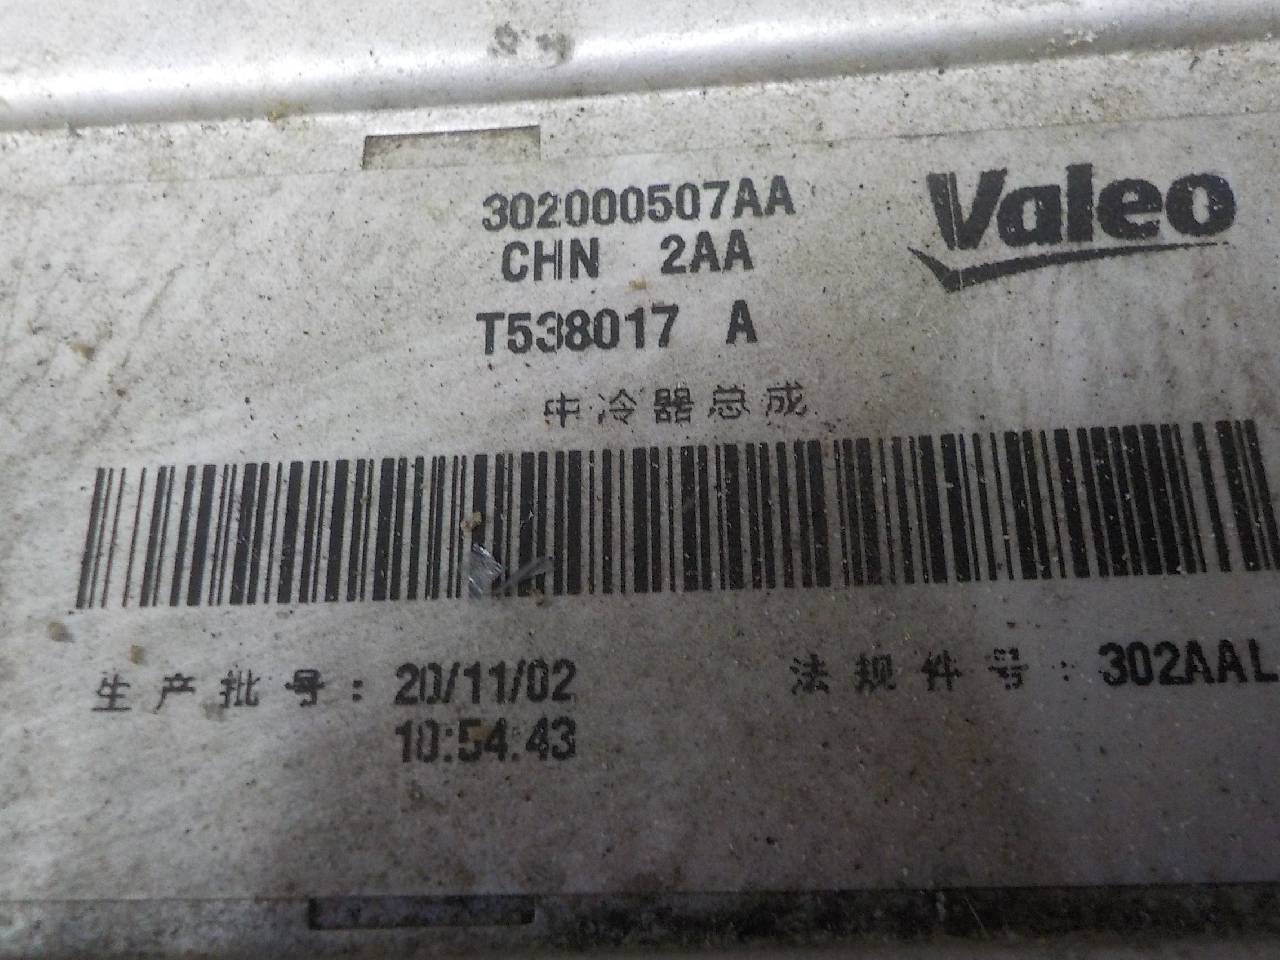 302000507AA
Valeo
CHN 2AA
T538017 A
中冷器总成
生产批号: 20/11/02
法规件号: 302AAL
10:54:43